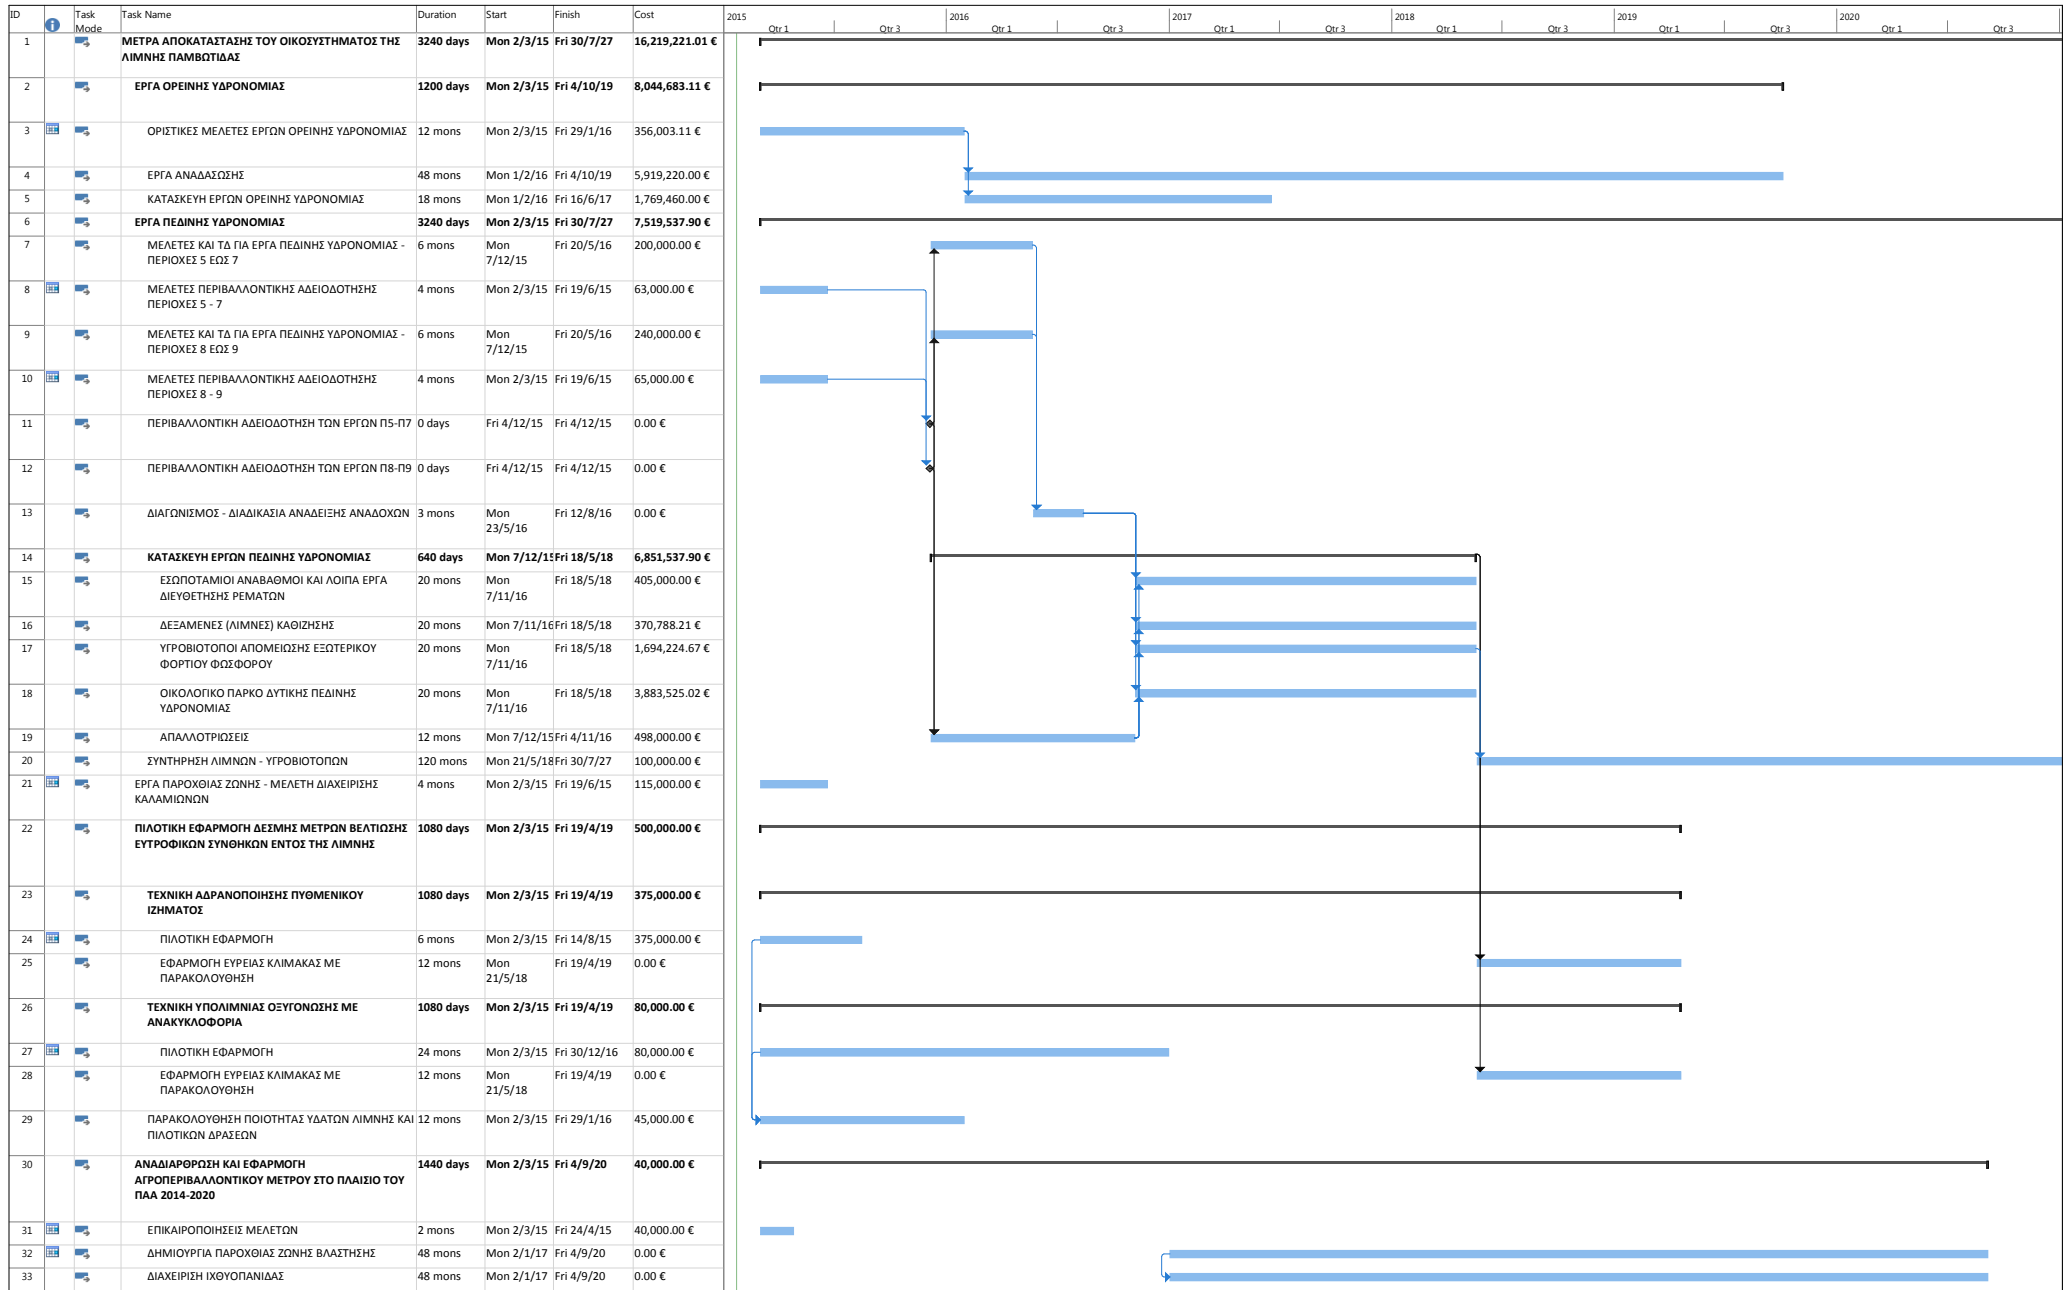 ID Task Mode Task Name Duration Start Finish Cost 2015 2016 2017 2018 2019 2020
Qtr 1 Qtr 3 Qtr 1 Qtr 3 Qtr 1 Qtr 3 Qtr 1 Qtr 3 Qtr 1 Qtr 3 Qtr 1 Qtr 3
1 ΜΕΤΡΑ ΑΠΟΚΑΤΑΣΤΑΣΗΣ ΤΟΥ ΟΙΚΟΣΥΣΤΗΜΑΤΟΣ ΤΗΣ 3240 days Mon 2/3/15 Fri 30/7/27 16,219,221.01 €
ΛΙΜΝΗΣ ΠΑΜΒΩΤΙΔΑΣ
2 ΕΡΓΑ ΟΡΕΙΝΗΣ ΥΔΡΟΝΟΜΙΑΣ 1200 days Mon 2/3/15 Fri 4/10/19 8,044,683.11 €
3 ΟΡΙΣΤΙΚΕΣ ΜΕΛΕΤΕΣ ΕΡΓΩΝ ΟΡΕΙΝΗΣ ΥΔΡΟΝΟΜΙΑΣ 12 mons Mon 2/3/15 Fri 29/1/16 356,003.11 €
4 ΕΡΓΑ ΑΝΑΔΑΣΩΣΗΣ 48 mons Mon 1/2/16 Fri 4/10/19 5,919,220.00 €
5 ΚΑΤΑΣΚΕΥΗ ΕΡΓΩΝ ΟΡΕΙΝΗΣ ΥΔΡΟΝΟΜΙΑΣ 18 mons Mon 1/2/16 Fri 16/6/17 1,769,460.00 €
6 ΕΡΓΑ ΠΕΔΙΝΗΣ ΥΔΡΟΝΟΜΙΑΣ 3240 days Mon 2/3/15 Fri 30/7/27 7,519,537.90 €
7 ΜΕΛΕΤΕΣ ΚΑΙ ΤΔ ΓΙΑ ΕΡΓΑ ΠΕΔΙΝΗΣ ΥΔΡΟΝΟΜΙΑΣ - 6 mons Mon Fri 20/5/16 200,000.00 €
ΠΕΡΙΟΧΕΣ 5 ΕΩΣ 7 7/12/15
8 ΜΕΛΕΤΕΣ ΠΕΡΙΒΑΛΛΟΝΤΙΚΗΣ ΑΔΕΙΟΔΟΤΗΣΗΣ 4 mons Mon 2/3/15 Fri 19/6/15 63,000.00 €
ΠΕΡΙΟΧΕΣ 5 - 7
9 ΜΕΛΕΤΕΣ ΚΑΙ ΤΔ ΓΙΑ ΕΡΓΑ ΠΕΔΙΝΗΣ ΥΔΡΟΝΟΜΙΑΣ - 6 mons Mon Fri 20/5/16 240,000.00 €
ΠΕΡΙΟΧΕΣ 8 ΕΩΣ 9 7/12/15
10 ΜΕΛΕΤΕΣ ΠΕΡΙΒΑΛΛΟΝΤΙΚΗΣ ΑΔΕΙΟΔΟΤΗΣΗΣ 4 mons Mon 2/3/15 Fri 19/6/15 65,000.00 €
ΠΕΡΙΟΧΕΣ 8 - 9
11 ΠΕΡΙΒΑΛΛΟΝΤΙΚΗ ΑΔΕΙΟΔΟΤΗΣΗ ΤΩΝ ΕΡΓΩΝ Π5-Π7 0 days Fri 4/12/15 Fri 4/12/15 0.00 €
12 ΠΕΡΙΒΑΛΛΟΝΤΙΚΗ ΑΔΕΙΟΔΟΤΗΣΗ ΤΩΝ ΕΡΓΩΝ Π8-Π9 0 days Fri 4/12/15 Fri 4/12/15 0.00 €
13 ΔΙΑΓΩΝΙΣΜΟΣ - ΔΙΑΔΙΚΑΣΙΑ ΑΝΑΔΕΙΞΗΣ ΑΝΑΔΟΧΩΝ 3 mons Mon Fri 12/8/16 0.00 €
23/5/16
14 ΚΑΤΑΣΚΕΥΗ ΕΡΓΩΝ ΠΕΔΙΝΗΣ ΥΔΡΟΝΟΜΙΑΣ 640 days Mon 7/12/15 Fri 18/5/18 6,851,537.90 €
15 ΕΣΩΠΟΤΑΜΙΟΙ ΑΝΑΒΑΘΜΟΙ ΚΑΙ ΛΟΙΠΑ ΕΡΓΑ 20 mons Mon Fri 18/5/18 405,000.00 €
ΔΙΕΥΘΕΤΗΣΗΣ ΡΕΜΑΤΩΝ 7/11/16
16 ΔΕΞΑΜΕΝΕΣ (ΛΙΜΝΕΣ) ΚΑΘΙΖΗΣΗΣ 20 mons Mon 7/11/16 Fri 18/5/18 370,788.21 €
17 ΥΓΡΟΒΙΟΤΟΠΟΙ ΑΠΟΜΕΙΩΣΗΣ ΕΞΩΤΕΡΙΚΟΥ 20 mons Mon Fri 18/5/18 1,694,224.67 €
ΦΟΡΤΙΟΥ ΦΩΣΦΟΡΟΥ 7/11/16
18 ΟΙΚΟΛΟΓΙΚΟ ΠΑΡΚΟ ΔΥΤΙΚΗΣ ΠΕΔΙΝΗΣ 20 mons Mon Fri 18/5/18 3,883,525.02 €
ΥΔΡΟΝΟΜΙΑΣ 7/11/16
19 ΑΠΑΛΛΟΤΡΙΩΣΕΙΣ 12 mons Mon 7/12/15 Fri 4/11/16 498,000.00 €
20 ΣΥΝΤΗΡΗΣΗ ΛΙΜΝΩΝ - ΥΓΡΟΒΙΟΤΟΠΩΝ 120 mons Mon 21/5/18 Fri 30/7/27 100,000.00 €
21 ΕΡΓΑ ΠΑΡΟΧΘΙΑΣ ΖΩΝΗΣ - ΜΕΛΕΤΗ ΔΙΑΧΕΙΡΙΣΗΣ 4 mons Mon 2/3/15 Fri 19/6/15 115,000.00 €
ΚΑΛΑΜΙΩΝΩΝ
22 ΠΙΛΟΤΙΚΗ ΕΦΑΡΜΟΓΗ ΔΕΣΜΗΣ ΜΕΤΡΩΝ ΒΕΛΤΙΩΣΗΣ 1080 days Mon 2/3/15 Fri 19/4/19 500,000.00 €
ΕΥΤΡΟΦΙΚΩΝ ΣΥΝΘΗΚΩΝ ΕΝΤΟΣ ΤΗΣ ΛΙΜΝΗΣ
23 ΤΕΧΝΙΚΗ ΑΔΡΑΝΟΠΟΙΗΣΗΣ ΠΥΘΜΕΝΙΚΟΥ 1080 days Mon 2/3/15 Fri 19/4/19 375,000.00 €
ΙΖΗΜΑΤΟΣ
24 ΠΙΛΟΤΙΚΗ ΕΦΑΡΜΟΓΗ 6 mons Mon 2/3/15 Fri 14/8/15 375,000.00 €
25 ΕΦΑΡΜΟΓΗ ΕΥΡΕΙΑΣ ΚΛΙΜΑΚΑΣ ΜΕ 12 mons Mon Fri 19/4/19 0.00 €
ΠΑΡΑΚΟΛΟΥΘΗΣΗ 21/5/18
26 ΤΕΧΝΙΚΗ ΥΠΟΛΙΜΝΙΑΣ ΟΞΥΓΟΝΩΣΗΣ ΜΕ 1080 days Mon 2/3/15 Fri 19/4/19 80,000.00 €
ΑΝΑΚΥΚΛΟΦΟΡΙΑ
27 ΠΙΛΟΤΙΚΗ ΕΦΑΡΜΟΓΗ 24 mons Mon 2/3/15 Fri 30/12/16 80,000.00 €
28 ΕΦΑΡΜΟΓΗ ΕΥΡΕΙΑΣ ΚΛΙΜΑΚΑΣ ΜΕ 12 mons Mon Fri 19/4/19 0.00 €
ΠΑΡΑΚΟΛΟΥΘΗΣΗ 21/5/18
29 ΠΑΡΑΚΟΛΟΥΘΗΣΗ ΠΟΙΟΤΗΤΑΣ ΥΔΑΤΩΝ ΛΙΜΝΗΣ ΚΑΙ 12 mons Mon 2/3/15 Fri 29/1/16 45,000.00 €
ΠΙΛΟΤΙΚΩΝ ΔΡΑΣΕΩΝ
30 ΑΝΑΔΙΑΡΘΡΩΣΗ ΚΑΙ ΕΦΑΡΜΟΓΗ 1440 days Mon 2/3/15 Fri 4/9/20 40,000.00 €
ΑΓΡΟΠΕΡΙΒΑΛΛΟΝΤΙΚΟΥ ΜΕΤΡΟΥ ΣΤΟ ΠΛΑΙΣΙΟ ΤΟΥ
ΠΑΑ 2014-2020
31 ΕΠΙΚΑΙΡΟΠΟΙΗΣΕΙΣ ΜΕΛΕΤΩΝ 2 mons Mon 2/3/15 Fri 24/4/15 40,000.00 €
32 ΔΗΜΙΟΥΡΓΙΑ ΠΑΡΟΧΘΙΑΣ ΖΩΝΗΣ ΒΛΑΣΤΗΣΗΣ 48 mons Mon 2/1/17 Fri 4/9/20 0.00 €
33 ΔΙΑΧΕΙΡΙΣΗ ΙΧΘΥΟΠΑΝΙΔΑΣ 48 mons Mon 2/1/17 Fri 4/9/20 0.00 €